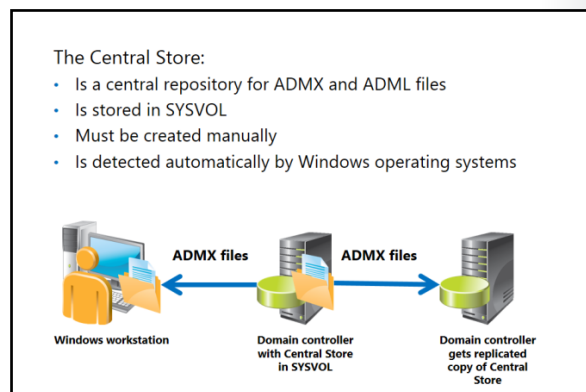 The Central Store:
• Is a central repository for ADMX and ADML files
• Is stored in SYSVOL
• Must be created manually
• Is detected automatically by Windows operating systems
ADMX files
ADMX files
Windows workstation
Domain controller
with Central Store
in SYSVOL
Domain controller
gets replicated
copy of Central
Store